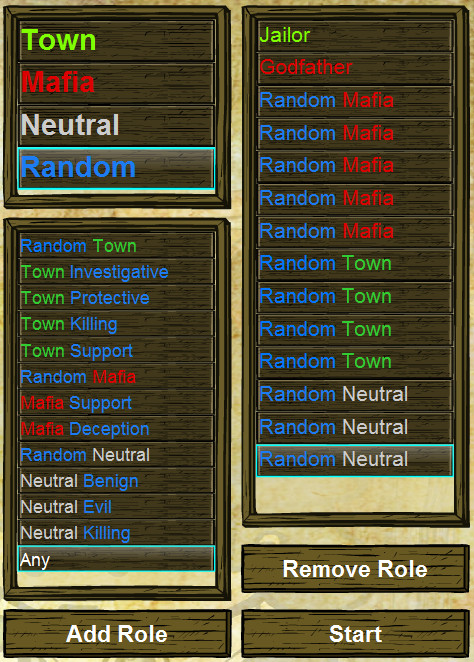 Town
Mafia
Neutral
Random
Random Town
Town Investigative
Town Protective
Town Killing
Town Support
Random Mafia
Mafia Support
Mafia Deception
Random Neutral
Neutral Benign
Neutral Evil
Neutral Killing
Any
Add Role
Jailor
Godfather
Random Mafia
Random Mafia
Random Mafia
Random Mafia
Random Mafia
Random Town
Random Town
Random Town
Random Town
Random Neutral
Random Neutral
Random Neutral
Remove Role
Start